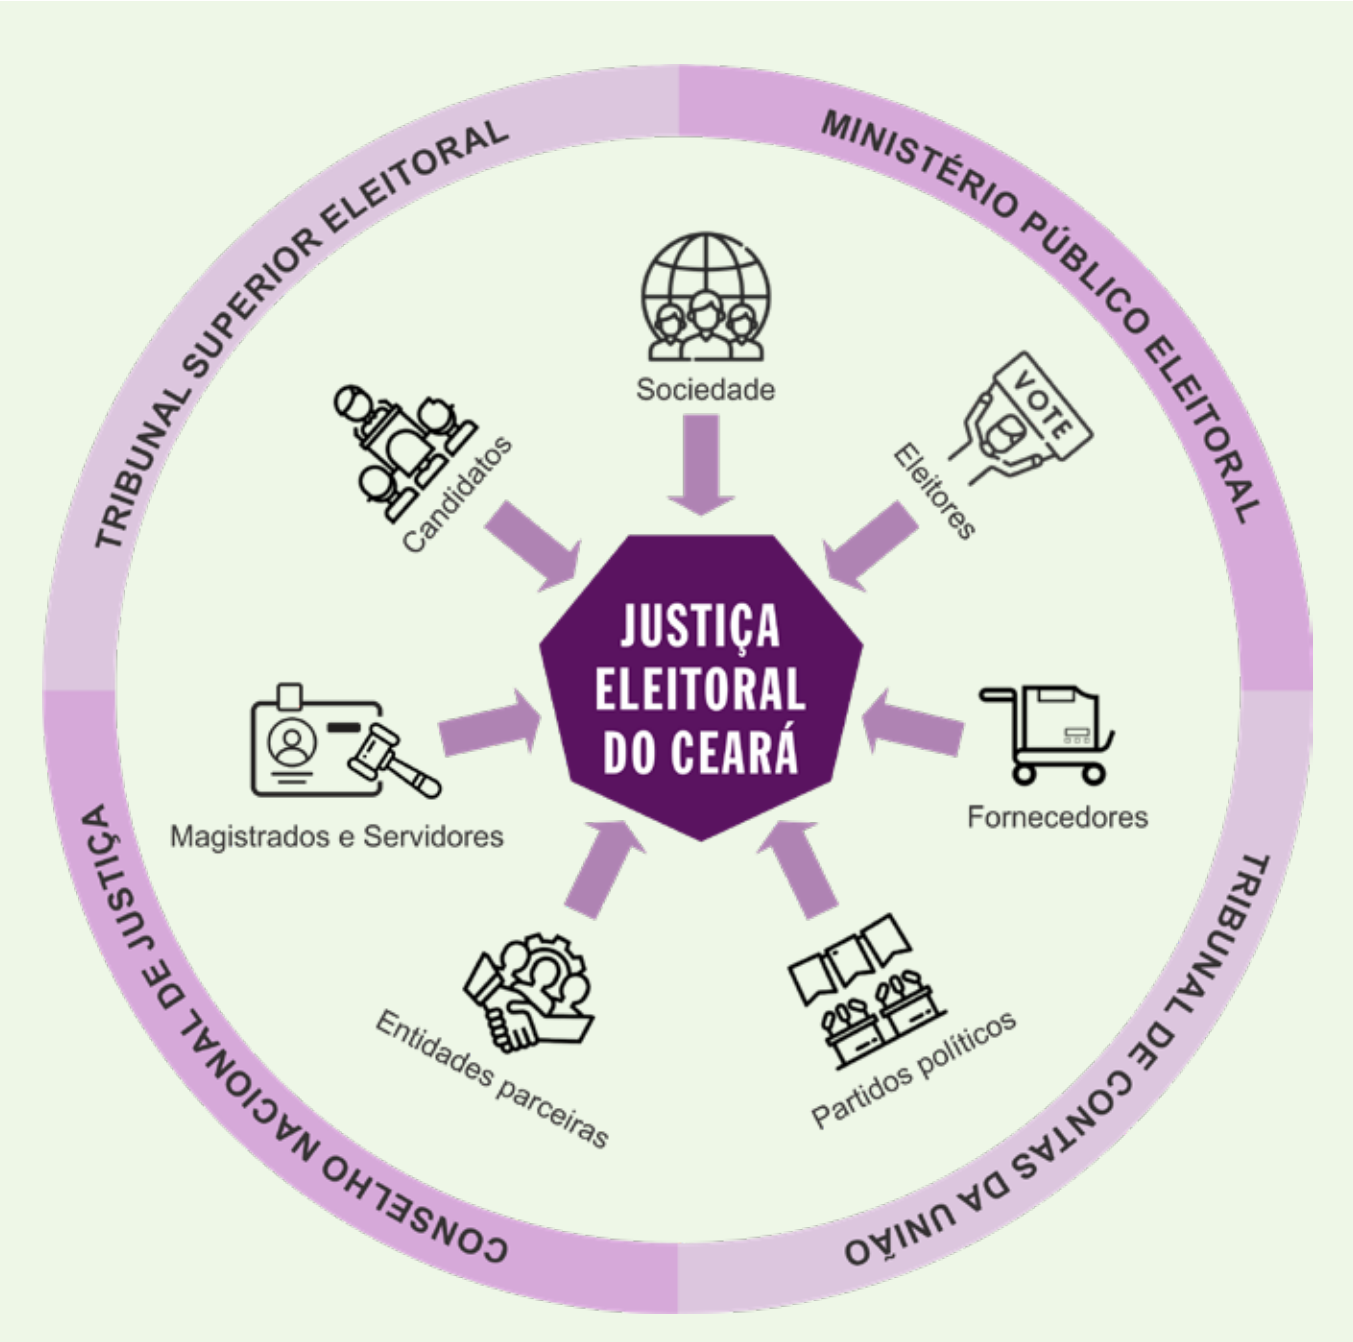 TRIBUNAL SUPERIOR ELEITORAL
MINISTÉRIO PÚBLICO ELEITORAL
Sociedade
VOTE
Candidatos
Eleitores
JUSTIÇA
ELEITORAL
DO CEARÁ
Magistrados e Servidores
Fornecedores
Entidades parceiras
Partidos políticos
CONSELHO NACIONAL DE JUSTIÇA
TRIBUNAL DE CONTAS DA UNIÃO